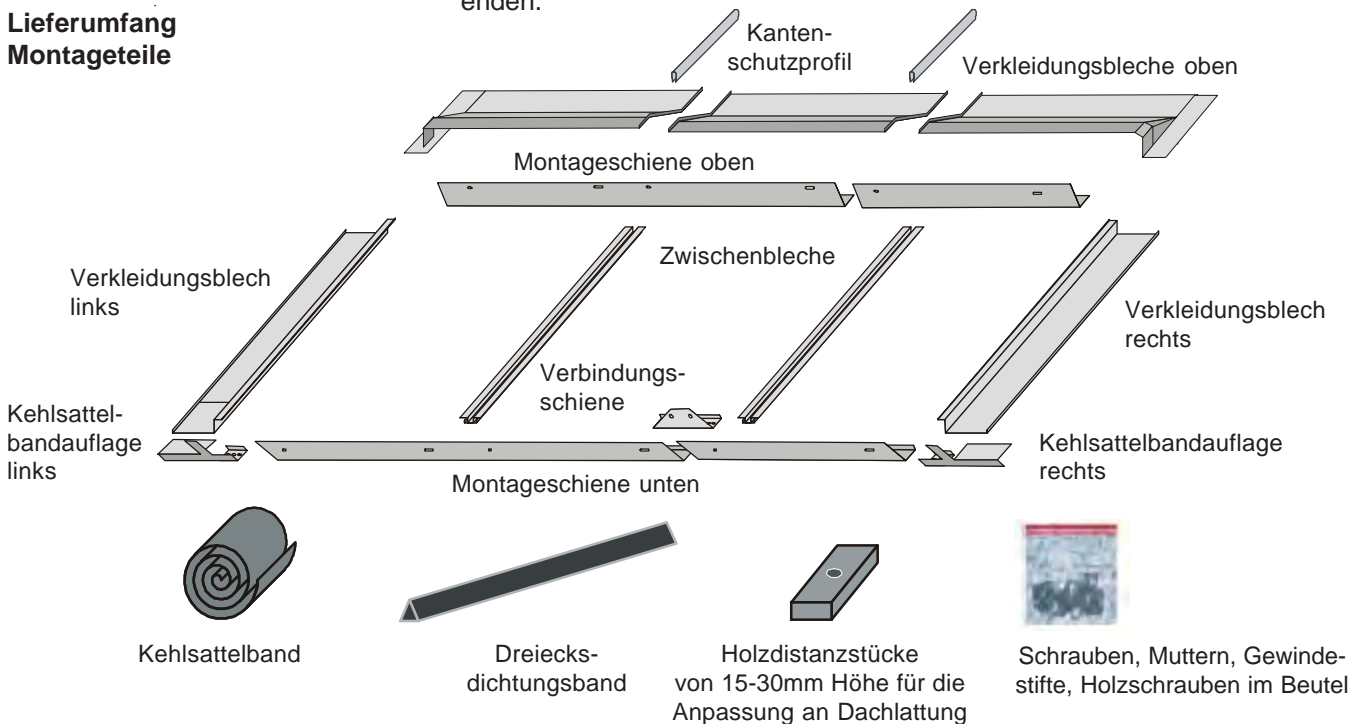 enden.
Lieferumfang
Montageteile
Kanten-
schutzprofil
Verkleidungsbleche oben
Montageschiene oben
Zwischenbleche
Verkleidungsblech
links
Verkleidungsblech
rechts
Verbindungs-
schiene
Kehlsattel-
bandauflage
links
Kehlsattelbandauflage
rechts
Montageschiene unten
Kehlsattelband
Dreiecks-
dichtungsband
Holzdistanzstücke
von 15-30mm Höhe für die
Anpassung an Dachlattung
Schrauben, Muttern, Gewinde-
stifte, Holzschrauben im Beutel